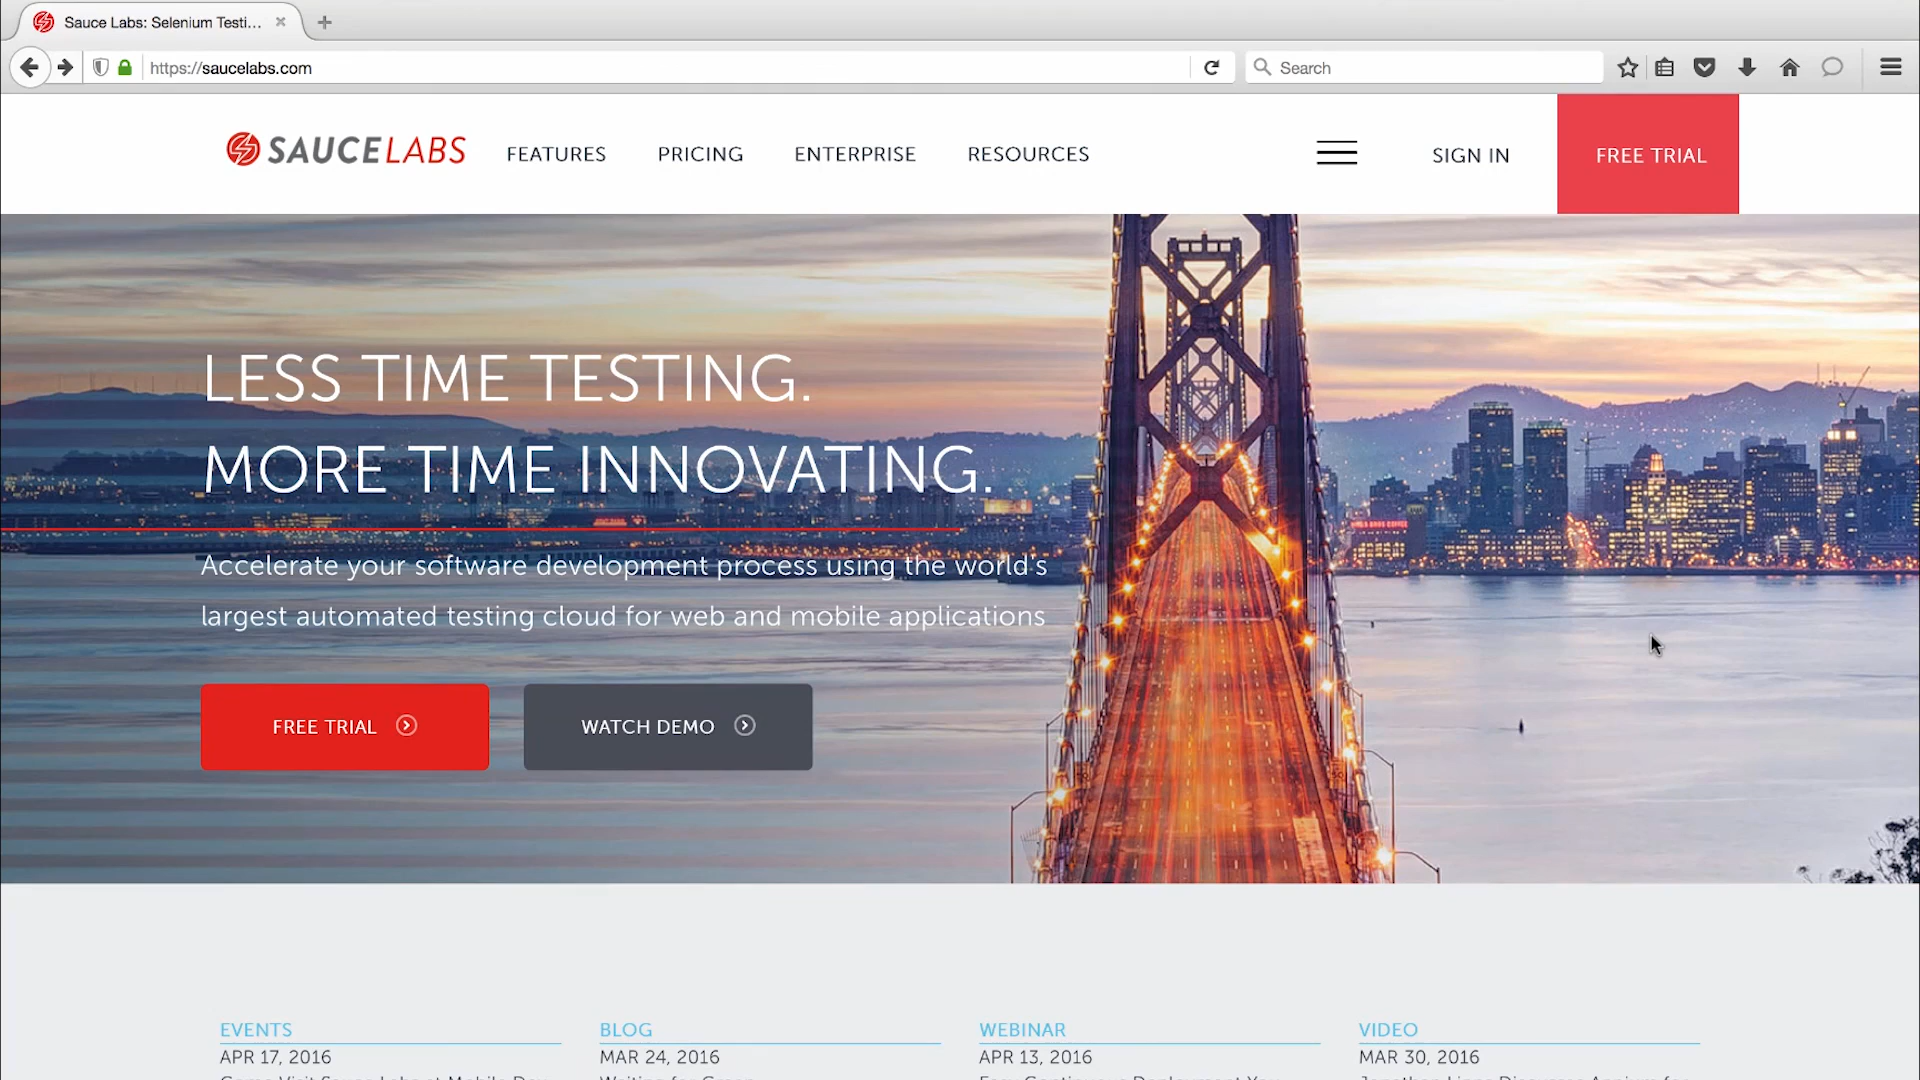 Sauce Labs: Selenium Testi...
https://saucelabs.com
Search
SAUCELABS
FEATURES
PRICING
ENTERPRISE
RESOURCES
SIGN IN
FREE TRIAL
LESS TIME TESTING.
MORE TIME INNOVATING.
Accelerate your software development process using the world's
largest automated testing cloud for web and mobile applications
FREE TRIAL
WATCH DEMO
EVENTS
APR 17, 2016
BLOG
MAR 24, 2016
WEBINAR
APR 13, 2016
VIDEO
MAR 30, 2016